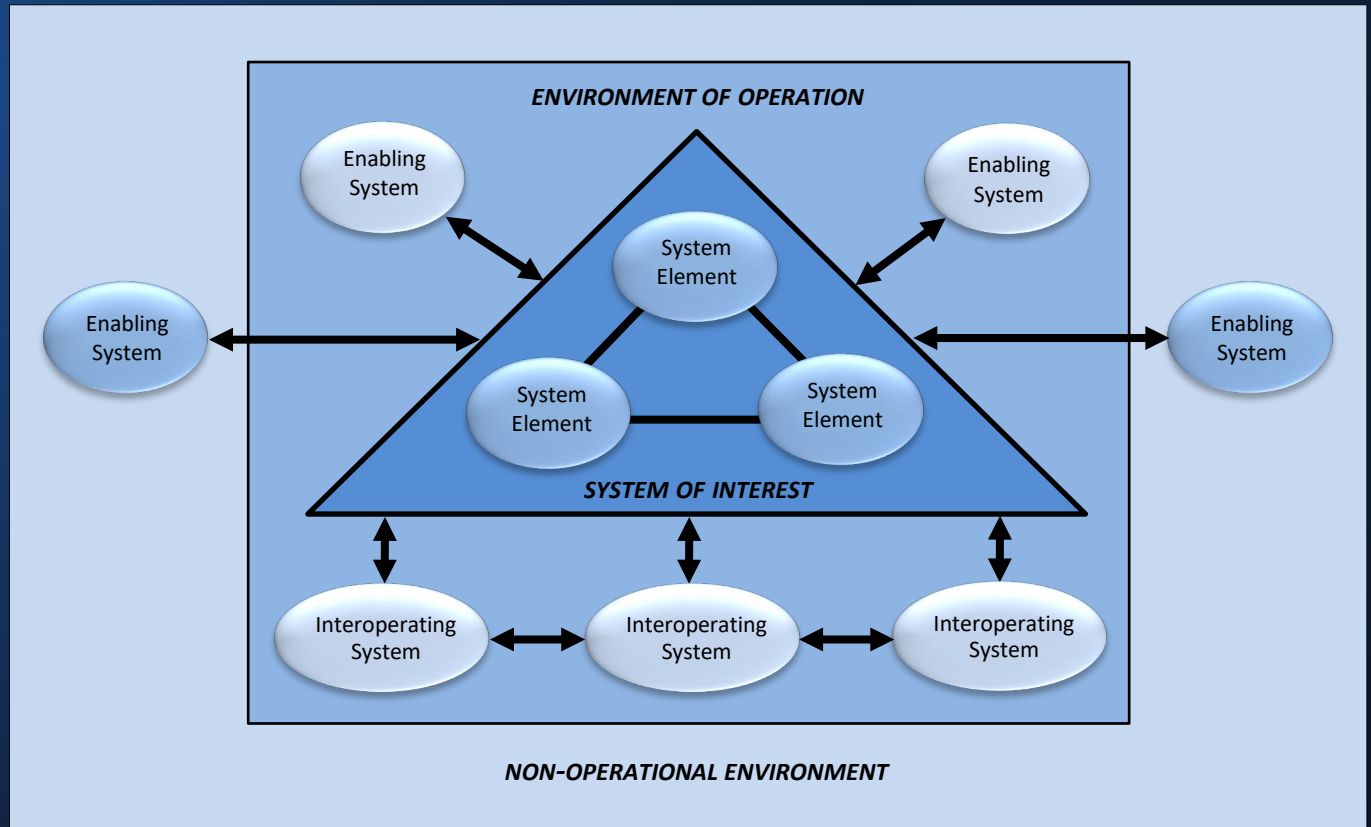 ENVIRONMENT OF OPERATION
Enabling
System
Enabling
System
System
Element
Enabling
System
Enabling
System
System
Element
System
Element
SYSTEM OF INTEREST
Interoperating
System
Interoperating
System
Interoperating
System
NON-OPERATIONAL ENVIRONMENT